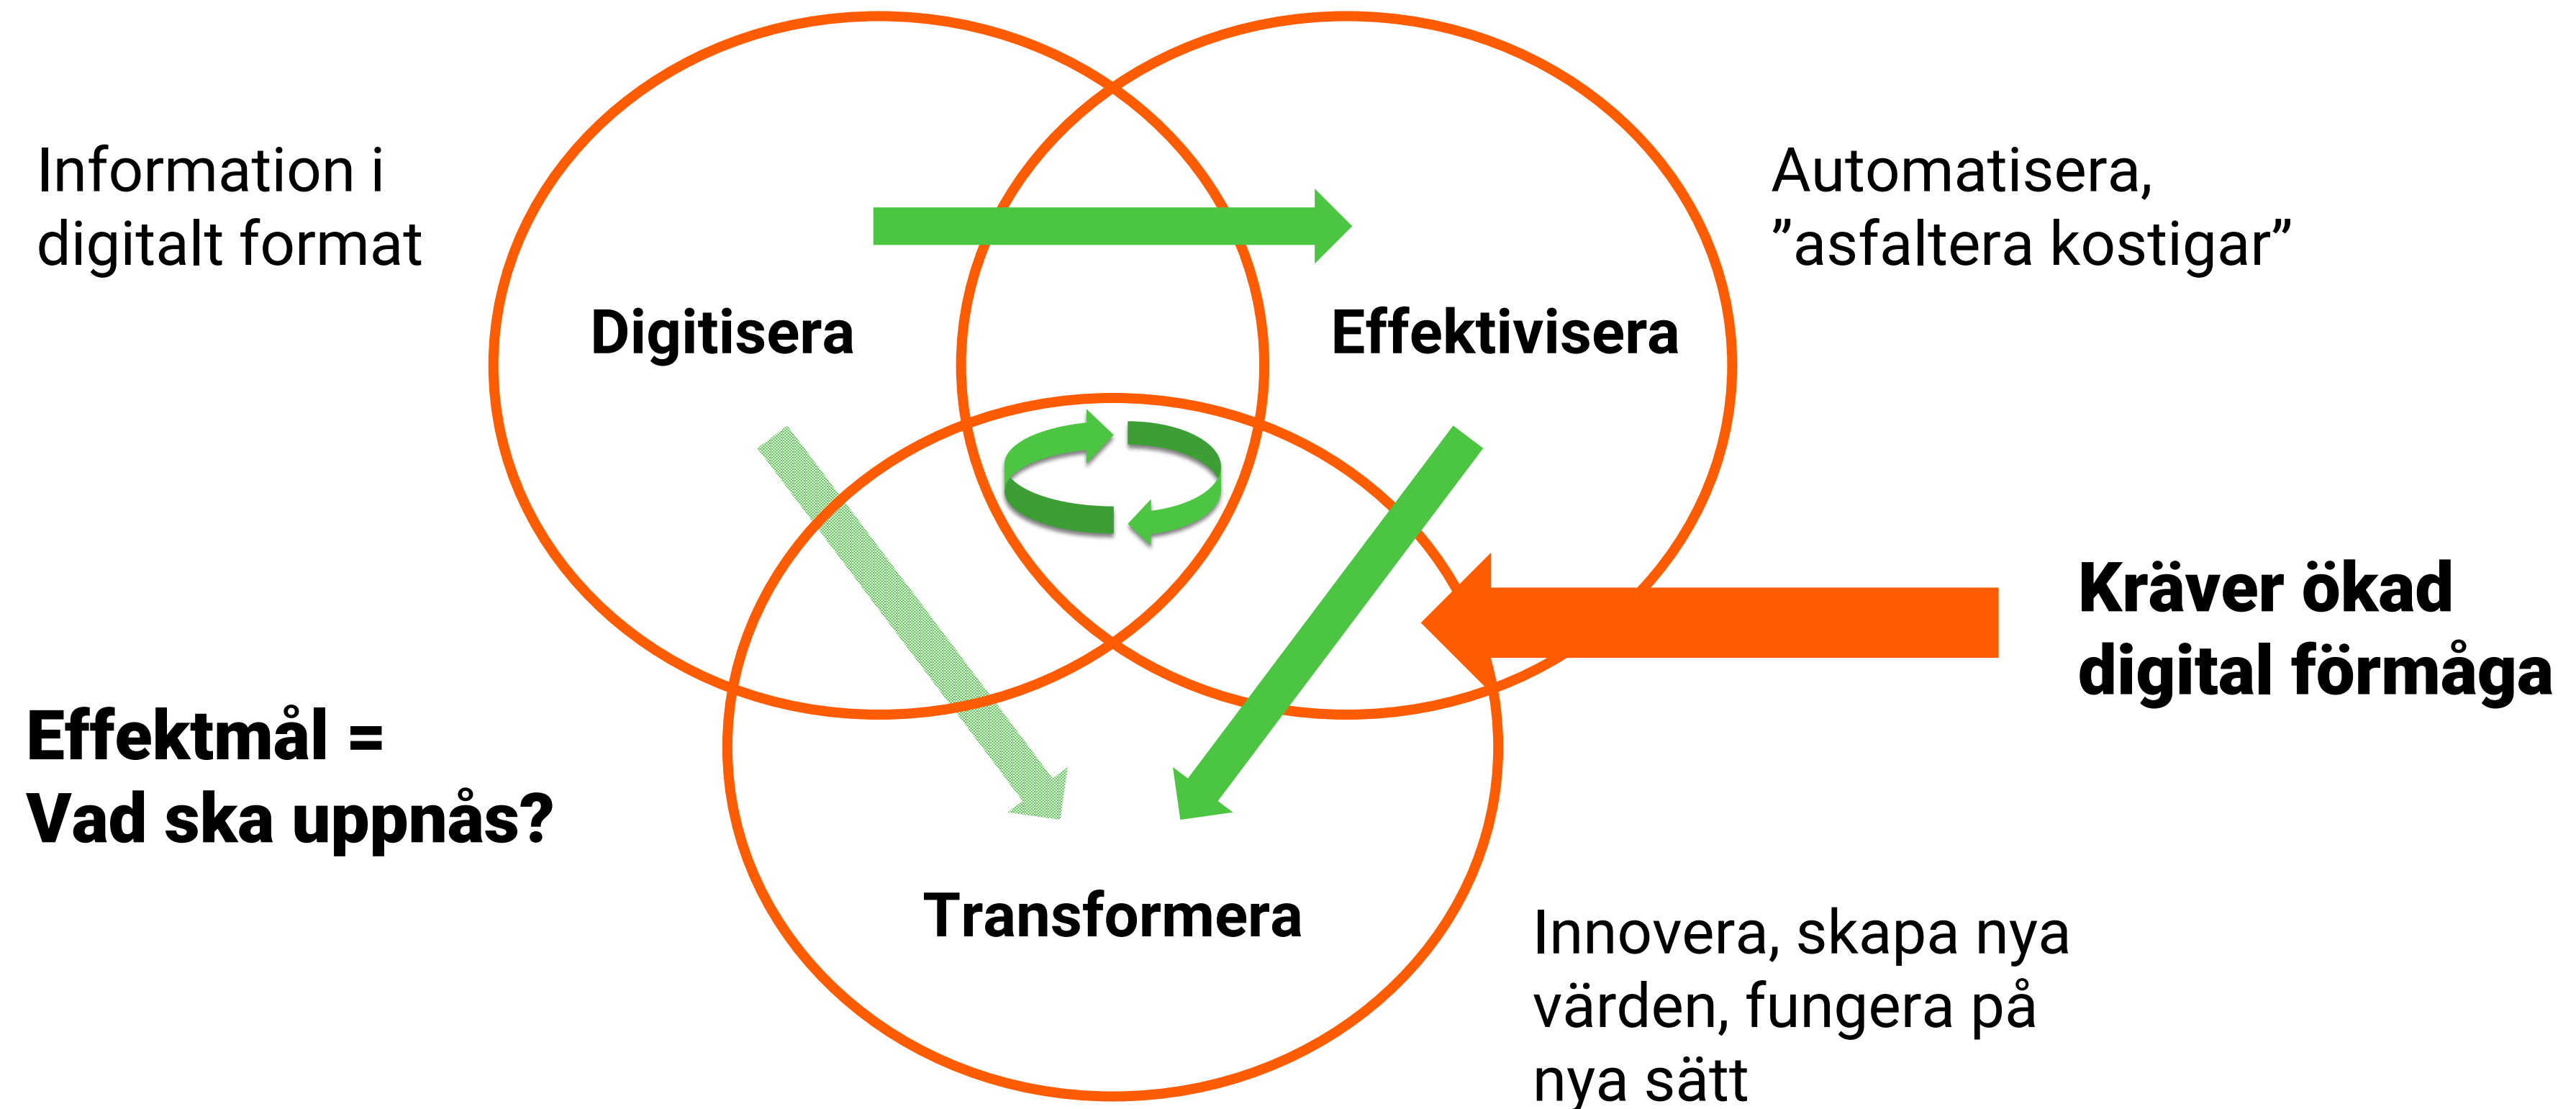 Information i
digitalt format
Automatisera,
”asfaltera kostigar”
Digitisera
Effektivisera
Kräver ökad
digital förmåga
Effektmål =
Vad ska uppnås?
Transformera
Innovera, skapa nya
värden, fungera på
nya sätt